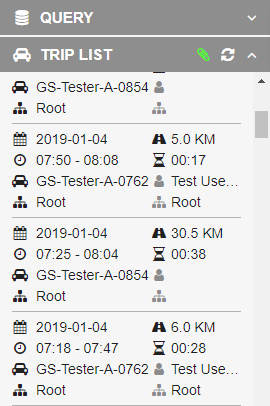 QUERY
TRIP LIST
GS-Tester-A-0854
Root
2019-01-04 5.0 KM
07:50 - 08:08 00:17
GS-Tester-A-0762 Test Use...
Root Root
2019-01-04 30.5 KM
07:25 - 08:04 00:38
GS-Tester-A-0854
Root
2019-01-04 6.0 KM
07:18 - 07:47 00:28
GS-Tester-A-0762 Test Use...
Root Root